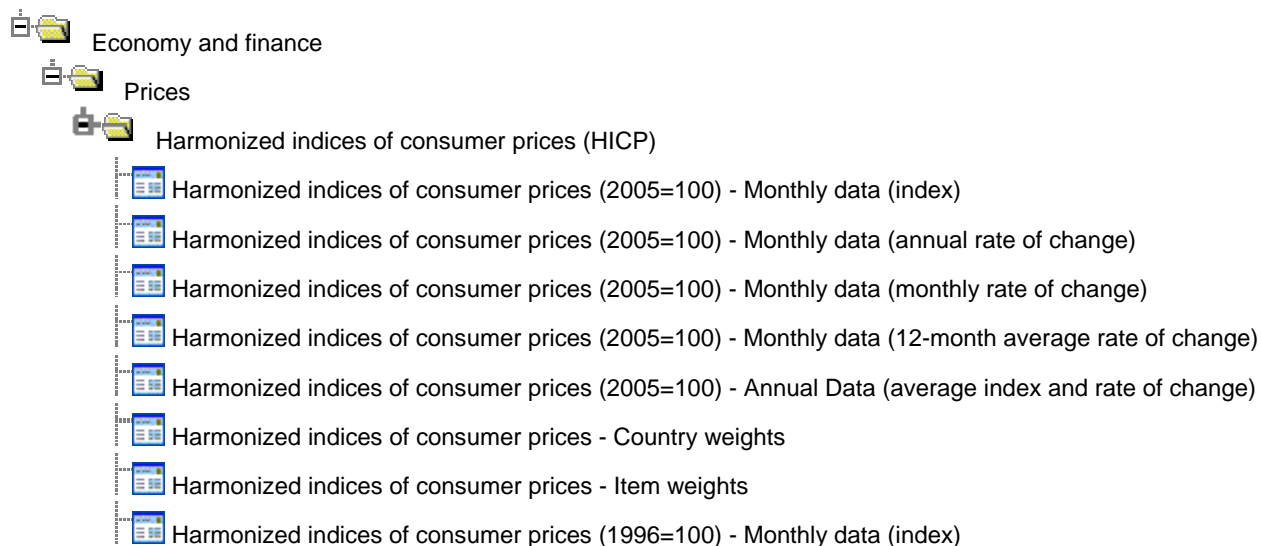 Economy and finance
Prices
Harmonized indices of consumer prices (HICP)
Harmonized indices of consumer prices (2005=100) - Monthly data (index)
Harmonized indices of consumer prices (2005=100) - Monthly data (annual rate of change)
Harmonized indices of consumer prices (2005=100) - Monthly data (monthly rate of change)
Harmonized indices of consumer prices (2005=100) - Monthly data (12-month average rate of change)
Harmonized indices of consumer prices (2005=100) - Annual Data (average index and rate of change)
Harmonized indices of consumer prices - Country weights
Harmonized indices of consumer prices - Item weights
Harmonized indices of consumer prices (1996=100) - Monthly data (index)